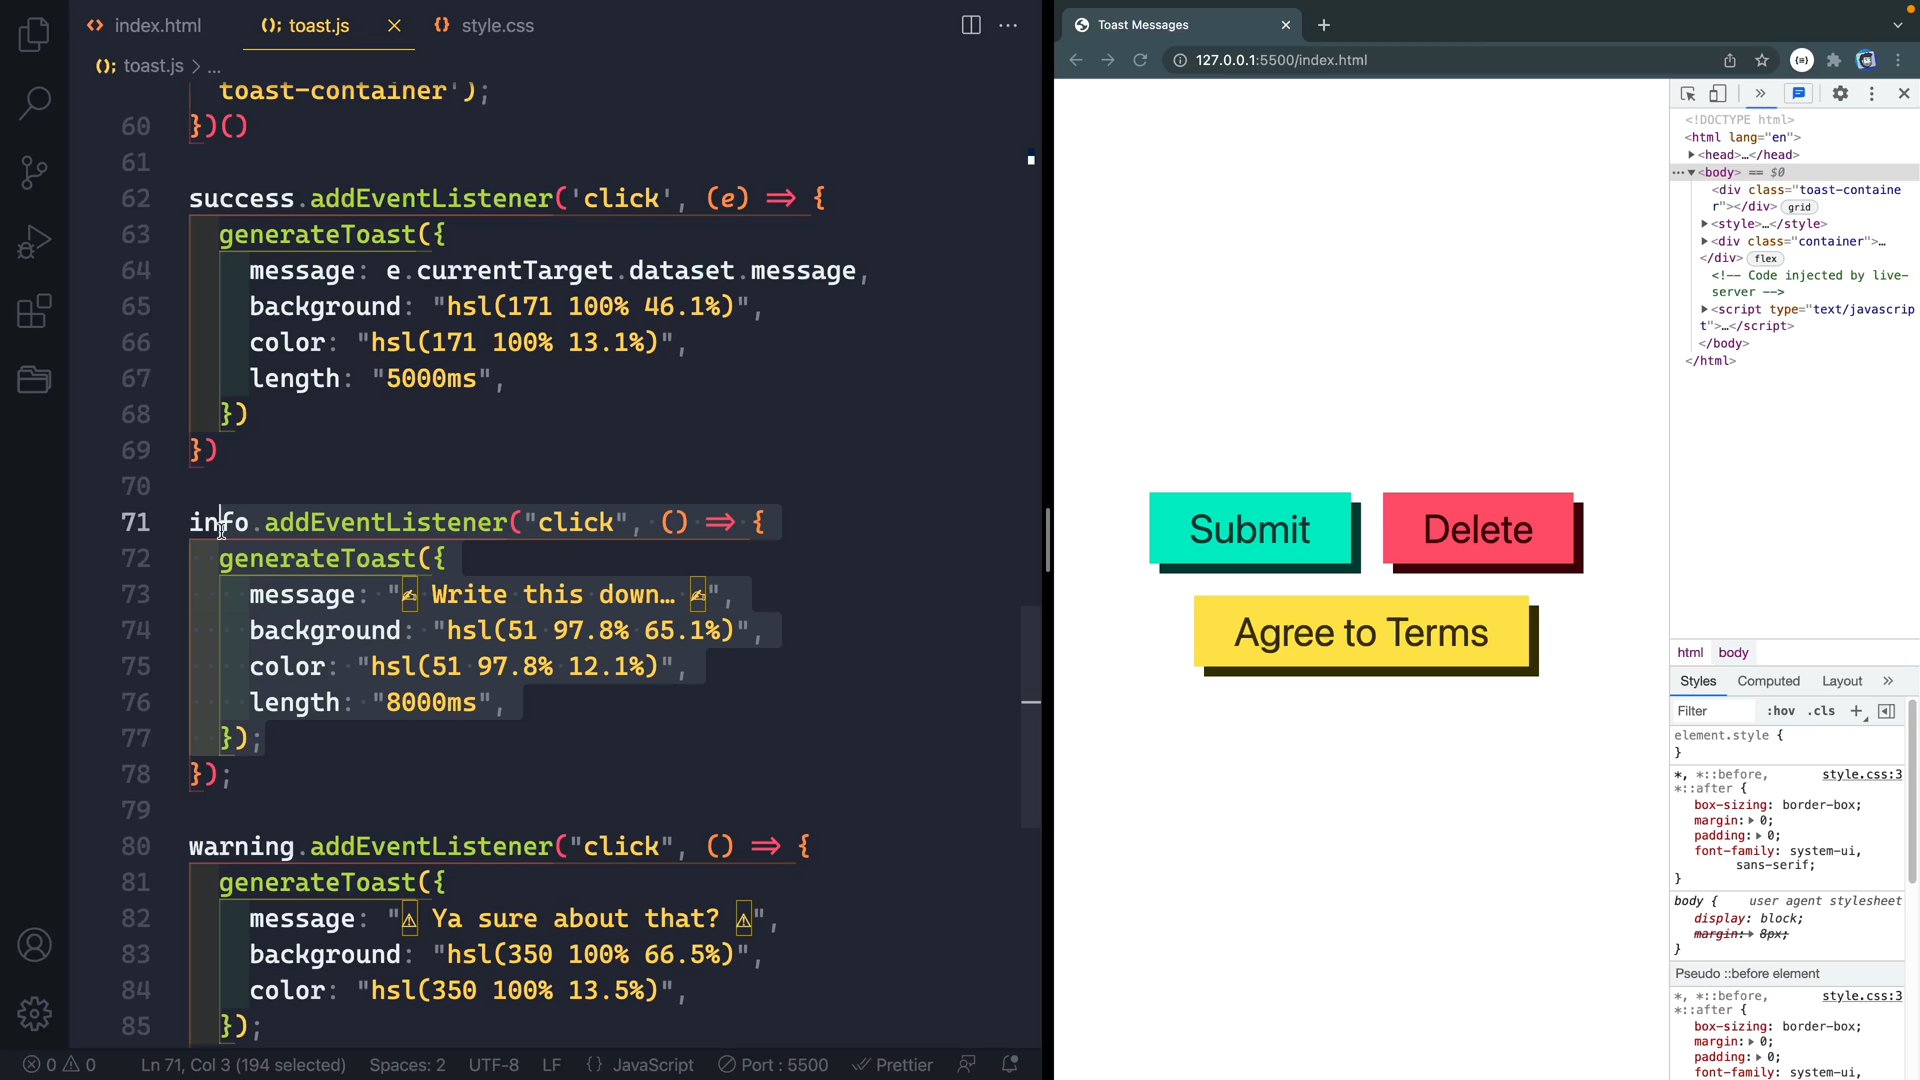 index.html
toast.js
style.css
toast.js > ...
toast-container');
60 })()
61
62 success.addEventListener('click', (e) => {
63 generateToast({
64 message: e.currentTarget.dataset.message,
65 background: "hsl(171 100% 46.1%)",
66 color: "hsl(171 100% 13.1%)",
67 length: "5000ms",
68 })
69 })
70
71 info.addEventListener("click", () => {
72 generateToast({
73 message: "✍ Write this down… ✍",
74 background: "hsl(51 97.8% 65.1%)",
75 color: "hsl(51 97.8% 12.1%)",
76 length: "8000ms",
77 });
78 });
79
80 warning.addEventListener("click", () => {
81 generateToast({
82 message: "⚠ Ya sure about that? ⚠",
83 background: "hsl(350 100% 66.5%)",
84 color: "hsl(350 100% 13.5%)",
85 });
0 0 Ln 71, Col 3 (194 selected) Spaces: 2 UTF-8 LF {} JavaScript Port : 5500 Prettier
Toast Messages
127.0.0.1:5500/index.html
Submit
Delete
Agree to Terms
<!DOCTYPE html>
<html lang="en">
<head>…</head>
<body> == $0
<div class="toast-containe
r"></div> grid
<style>…</style>
<div class="container">…
</div> flex
<!-- Code injected by live-
server -->
<script type="text/javascrip
t">…</script>
</body>
</html>
html body
Styles Computed Layout »
Filter :hov .cls +
element.style {
}
*, *::before, style.css:3
*::after {
box-sizing: border-box;
margin: 0;
padding: 0;
font-family: system-ui,
sans-serif;
}
body { user agent stylesheet
display: block;
margin: 8px;
}
Pseudo ::before element
*, *::before, style.css:3
*::after {
box-sizing: border-box;
margin: 0;
padding: 0;
font-family: system-ui,